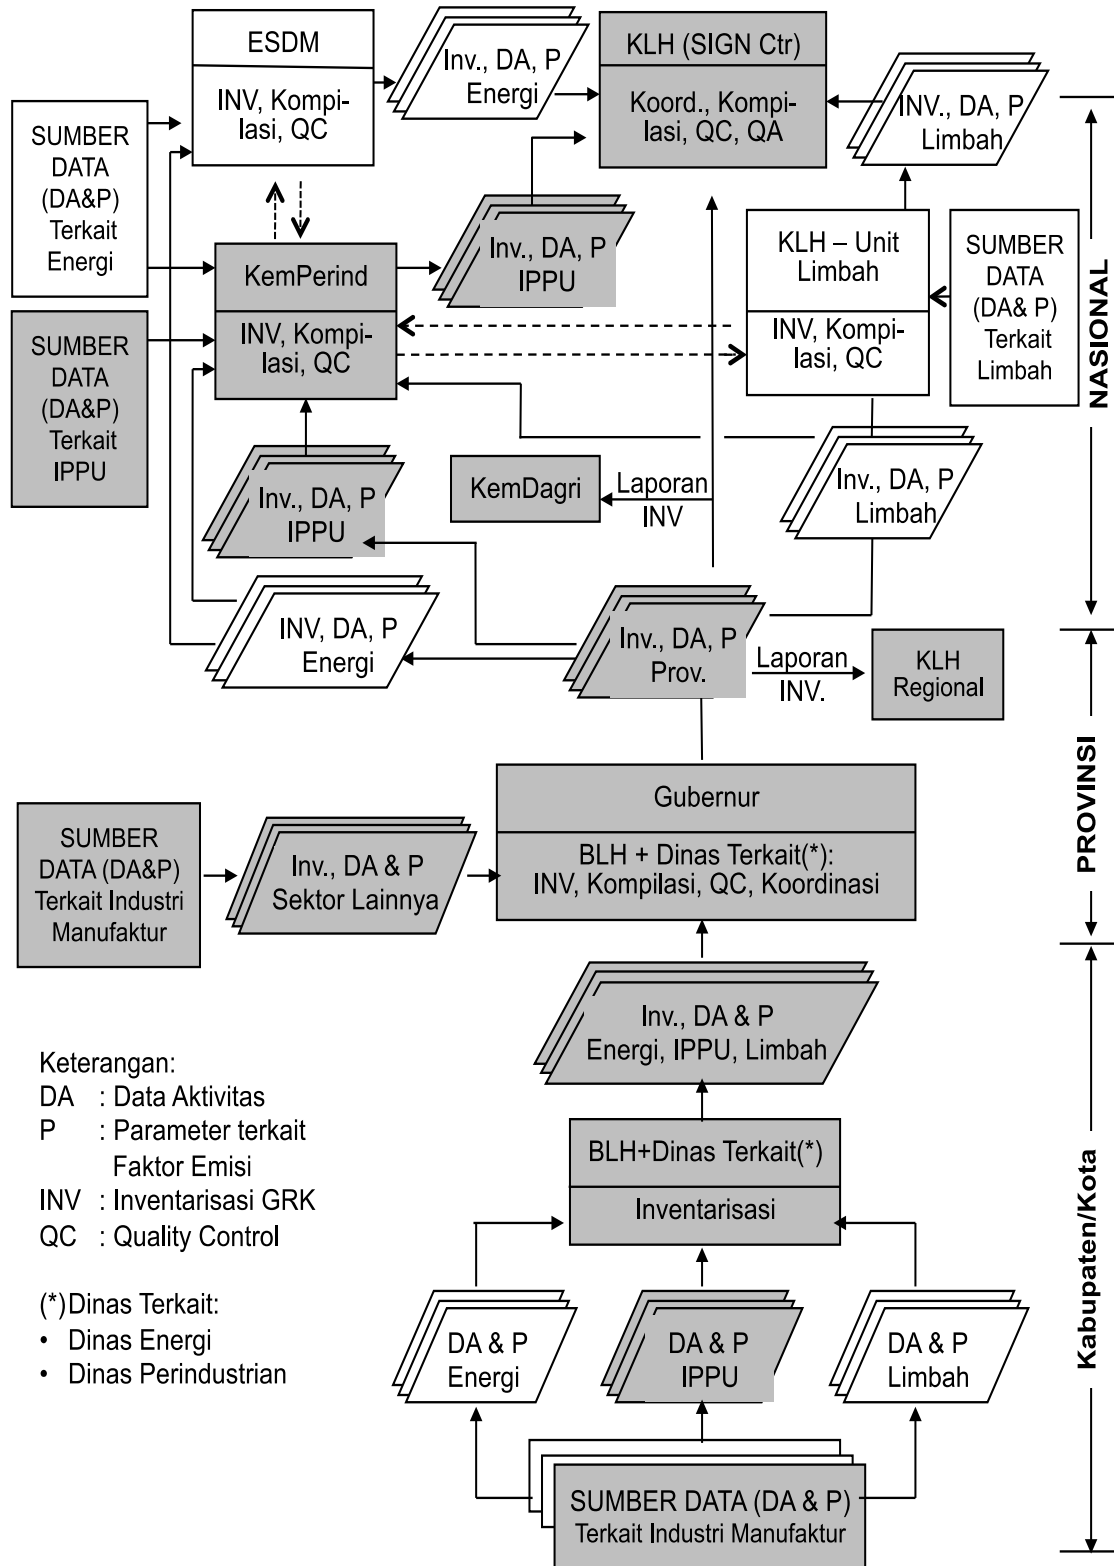 ESDM
INV, Kompi-
lasi, QC
Inv., DA, P
Energi
KLH (SIGN Ctr)
Koord., Kompi-
lasi, QC, QA
INV., DA, P
Limbah
SUMBER
DATA
(DA&P)
Terkait
Energi
KemPerind
INV, Kompi-
lasi, QC
Inv., DA, P
IPPU
KLH – Unit
Limbah
INV, Kompi-
lasi, QC
SUMBER
DATA
(DA& P)
Terkait
Limbah
NASIONAL
SUMBER
DATA
(DA&P)
Terkait
IPPU
Inv., DA, P
IPPU
KemDagri
Laporan
INV
Inv., DA, P
Limbah
INV, DA, P
Energi
Inv., DA, P
Prov.
Laporan
INV.
KLH
Regional
PROVINSI
Gubernur
BLH + Dinas Terkait(*):
INV, Kompilasi, QC, Koordinasi
SUMBER
DATA (DA&P)
Terkait Industri
Manufaktur
Inv., DA & P
Sektor Lainnya
Inv., DA & P
Energi, IPPU, Limbah
Keterangan:
DA : Data Aktivitas
P : Parameter terkait
Faktor Emisi
INV : Inventarisasi GRK
QC : Quality Control
(*)Dinas Terkait:
• Dinas Energi
• Dinas Perindustrian
BLH+Dinas Terkait(*)
Inventarisasi
Kabupaten/Kota
DA & P
Energi
DA & P
IPPU
DA & P
Limbah
SUMBER DATA (DA & P)
Terkait Industri Manufaktur